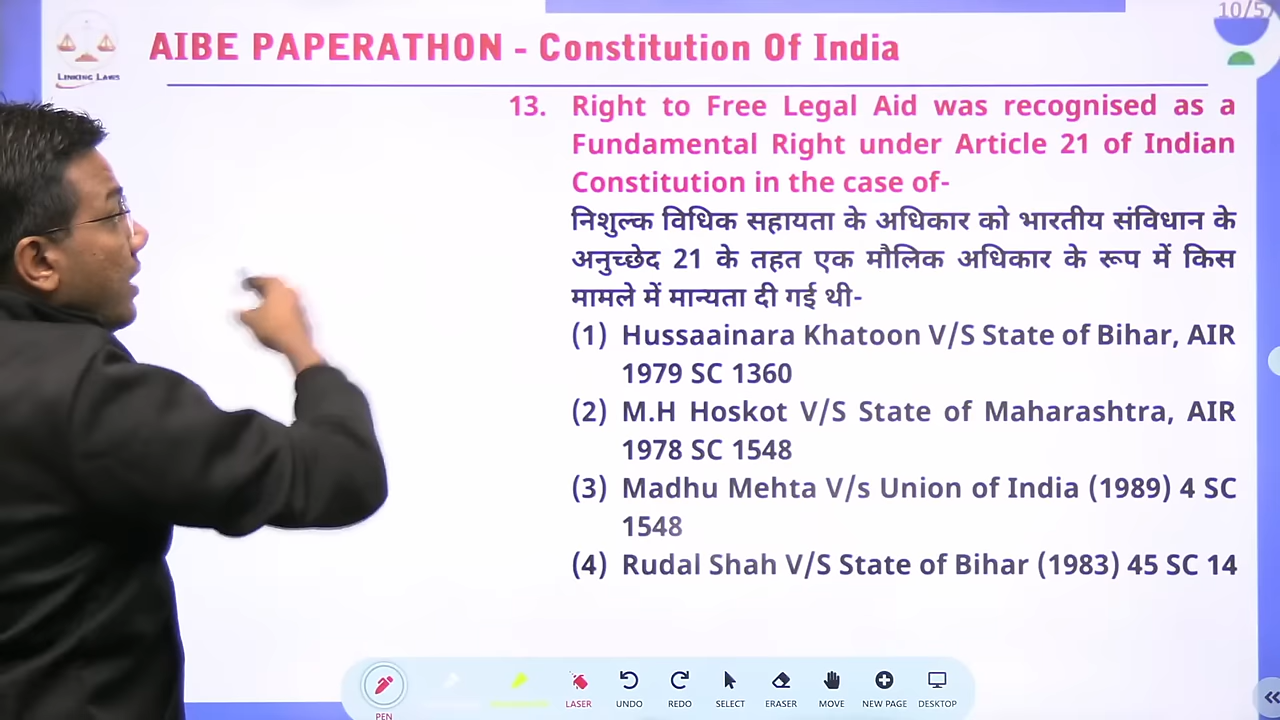 10/5
LINKING LAWS
AIBE PAPERATHON - Constitution Of India
13. Right to Free Legal Aid was recognised as a
Fundamental Right under Article 21 of Indian
Constitution in the case of-
निशुल्क विधिक सहायता के अधिकार को भारतीय संविधान के
अनुच्छेद 21 के तहत एक मौलिक अधिकार के रूप में किस
मामले में मान्यता दी गई थी-
(1) Hussaainara Khatoon V/S State of Bihar, AIR
1979 SC 1360
(2) M.H Hoskot V/S State of Maharashtra, AIR
1978 SC 1548
(3) Madhu Mehta V/s Union of India (1989) 4 SC
1548
(4) Rudal Shah V/S State of Bihar (1983) 45 SC 14
PEN
LASER
UNDO
REDO
SELECT
ERASER
MOVE
NEW PAGE
DESKTOP